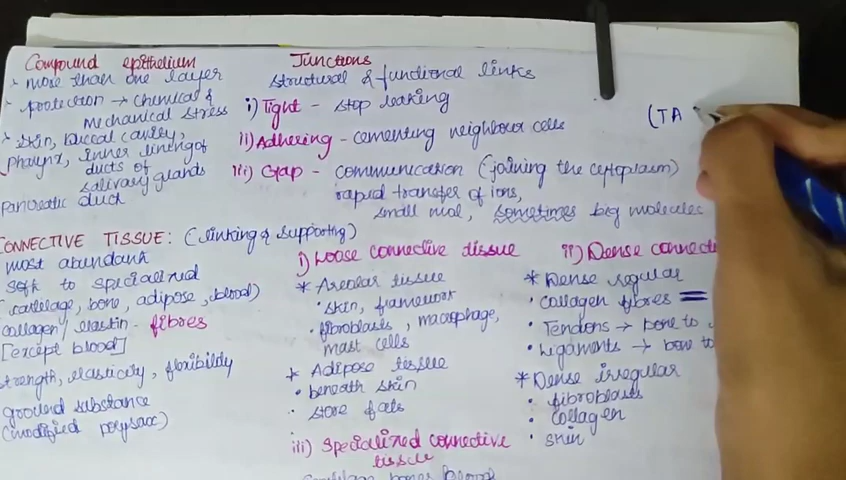 Compound epithelium
more than one layer
protection → chemical &
mechanical stress
skin, buccal cavity,
pharynx, inner lining of
ducts of
salivary glands
pancreatic duct
Junctions
structural & functional links
i) Tight - stop leaking
ii) Adhering - cementing neighbour cells
iii) Gap - communication (joining the cytoplasm)
rapid transfer of ions,
small mol, sometimes big molecules
(TA
CONNECTIVE TISSUE: (linking & supporting)
most abundant
soft to specialized
(cartelage, bone, adipose, blood)
collagen / elastin - fibres
[except blood]
strength, elasticity, flexibility
ground substance
(modified polysacc)
i) Loose connective tissue
* Areolar tissue
• skin, framework
• fibroblasts, macrophage,
mast cells
* Adipose tissue
• beneath skin
• store fats
ii) Dense connecti
* Dense regular
• collagen fibres
• Tendons → bone to
• Ligaments → bone to
* Dense irregular
• fibroblasts
• collagen
• skin
iii) Specialized connective
tissue
Cartilage bones blood